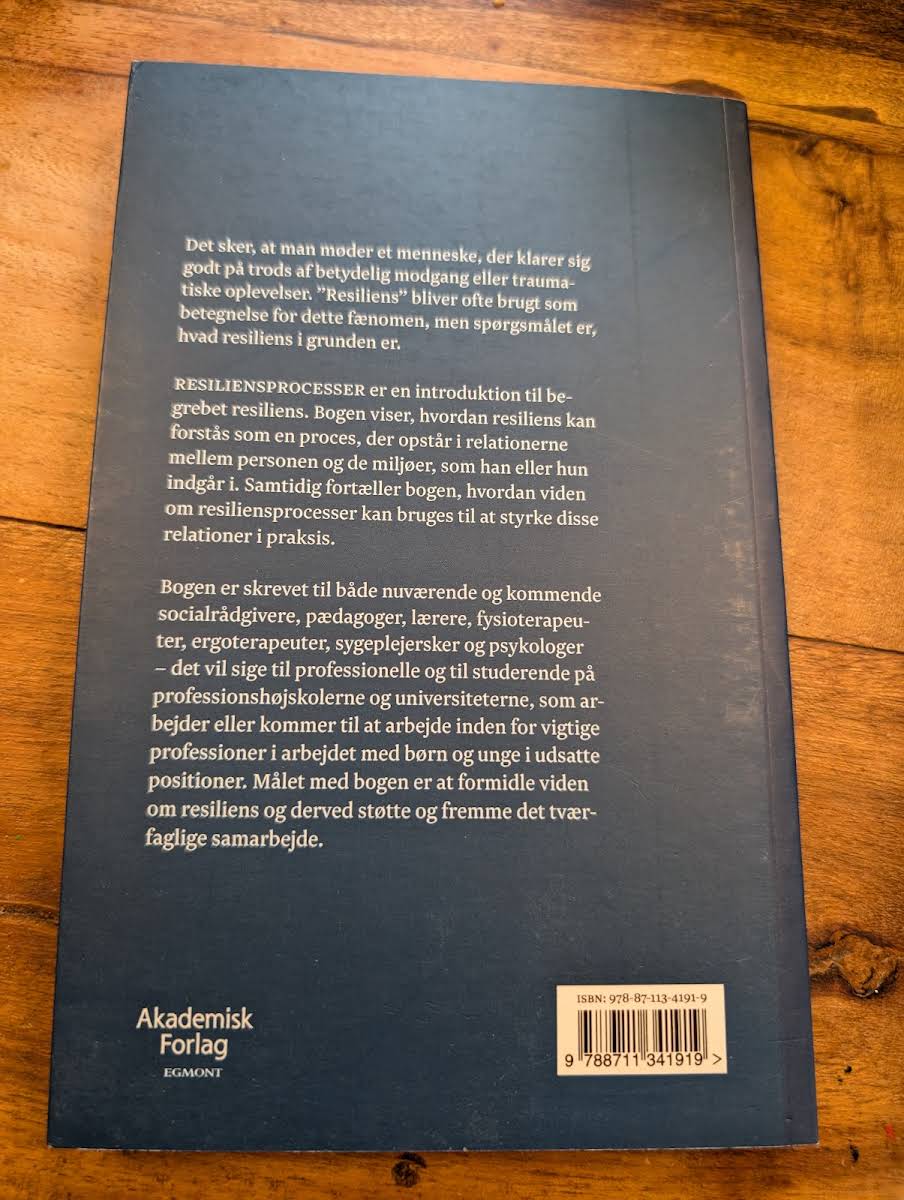 Det sker, at man møder et menneske, der klarer sig
godt på trods af betydelig modgang eller trauma-
tiske oplevelser. ”Resiliens” bliver ofte brugt som
betegnelse for dette fænomen, men spørgsmålet er,
hvad resiliens i grunden er.
RESILIENSPROCESSER er en introduktion til be-
grebet resiliens. Bogen viser, hvordan resiliens kan
forstås som en proces, der opstår i relationerne
mellem personen og de miljøer, som han eller hun
indgår i. Samtidig fortæller bogen, hvordan viden
om resiliensprocesser kan bruges til at styrke disse
relationer i praksis.
Bogen er skrevet til både nuværende og kommende
socialrådgivere, pædagoger, lærere, fysioterapeu-
ter, ergoterapeuter, sygeplejersker og psykologer
– det vil sige til professionelle og til studerende på
professionshøjskolerne og universiteterne, som ar-
bejder eller kommer til at arbejde inden for vigtige
professioner i arbejdet med børn og unge i udsatte
positioner. Målet med bogen er at formidle viden
om resiliens og derved støtte og fremme det tvær-
faglige samarbejde.
Akademisk
Forlag
EGMONT
ISBN: 978-87-113-4191-9
9 788711 341919 >